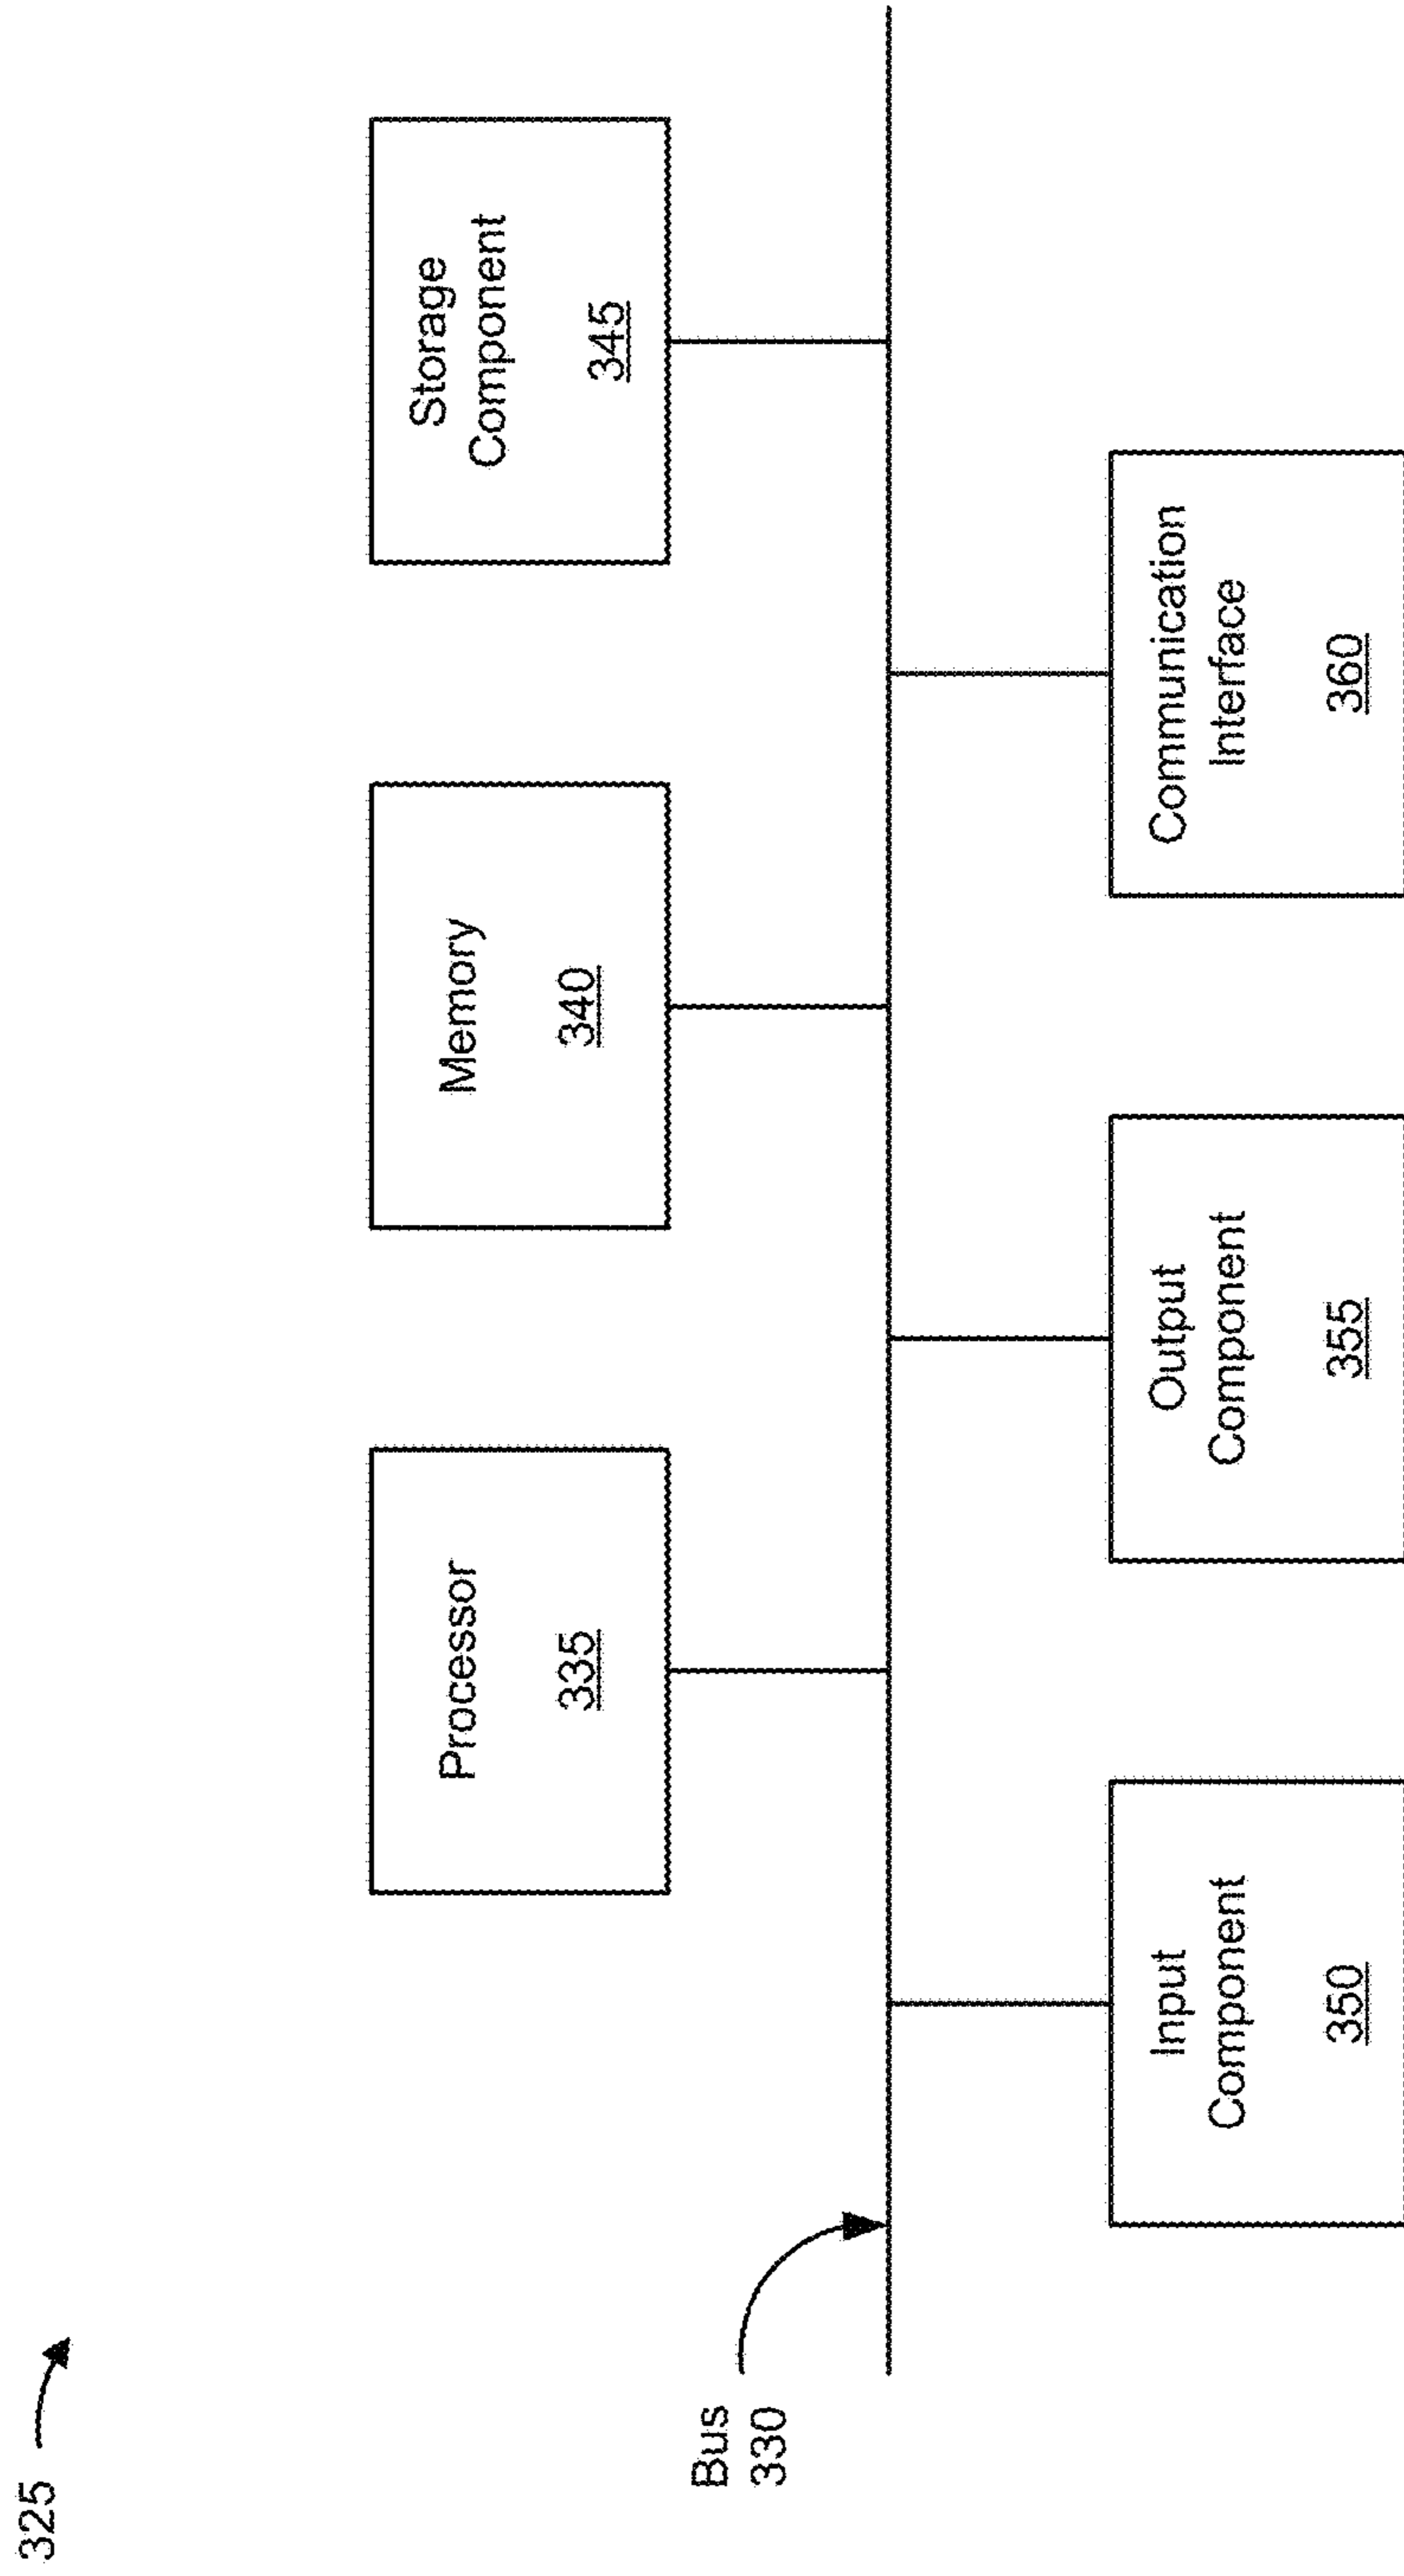 325
Processor
335
Memory
340
Storage
Component
345
Bus
330
Input
Component
350
Output
Component
355
Communication
Interface
360